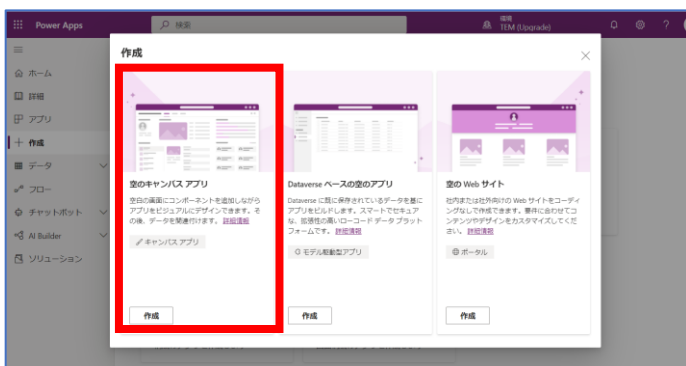 Power Apps
検索
環境
TEM (Upgrade)
?
ホーム
詳細
アプリ
作成
データ
フロー
チャットボット
AI Builder
ソリューション
作成
空のキャンバス アプリ
空白の画面にコンポーネントを追加しながら
アプリをビジュアルにデザインできます。そ
の後、データを関連付けます。 詳細情報
キャンバス アプリ
作成
Dataverse ベースの空のアプリ
Dataverse に既に保存されているデータを基に
アプリをビルドします。スマートでセキュア
な、拡張性の高いローコード データ プラット
フォームです。 詳細情報
モデル駆動型アプリ
作成
空の Web サイト
社内または社外向けの Web サイトをコーディ
ングなしで作成できます。要件に合わせてコ
ンテンツやデザインをカスタマイズしてくだ
さい。 詳細情報
ポータル
作成